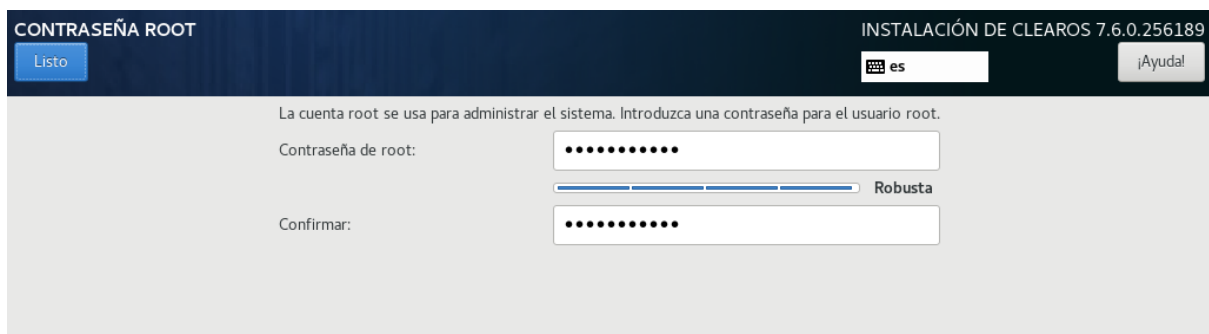 CONTRASEÑA ROOT
INSTALACIÓN DE CLEAROS 7.6.0.256189
Listo
es
¡Ayuda!
La cuenta root se usa para administrar el sistema. Introduzca una contraseña para el usuario root.
Contraseña de root:
•••••••••••
Robusta
Confirmar:
•••••••••••